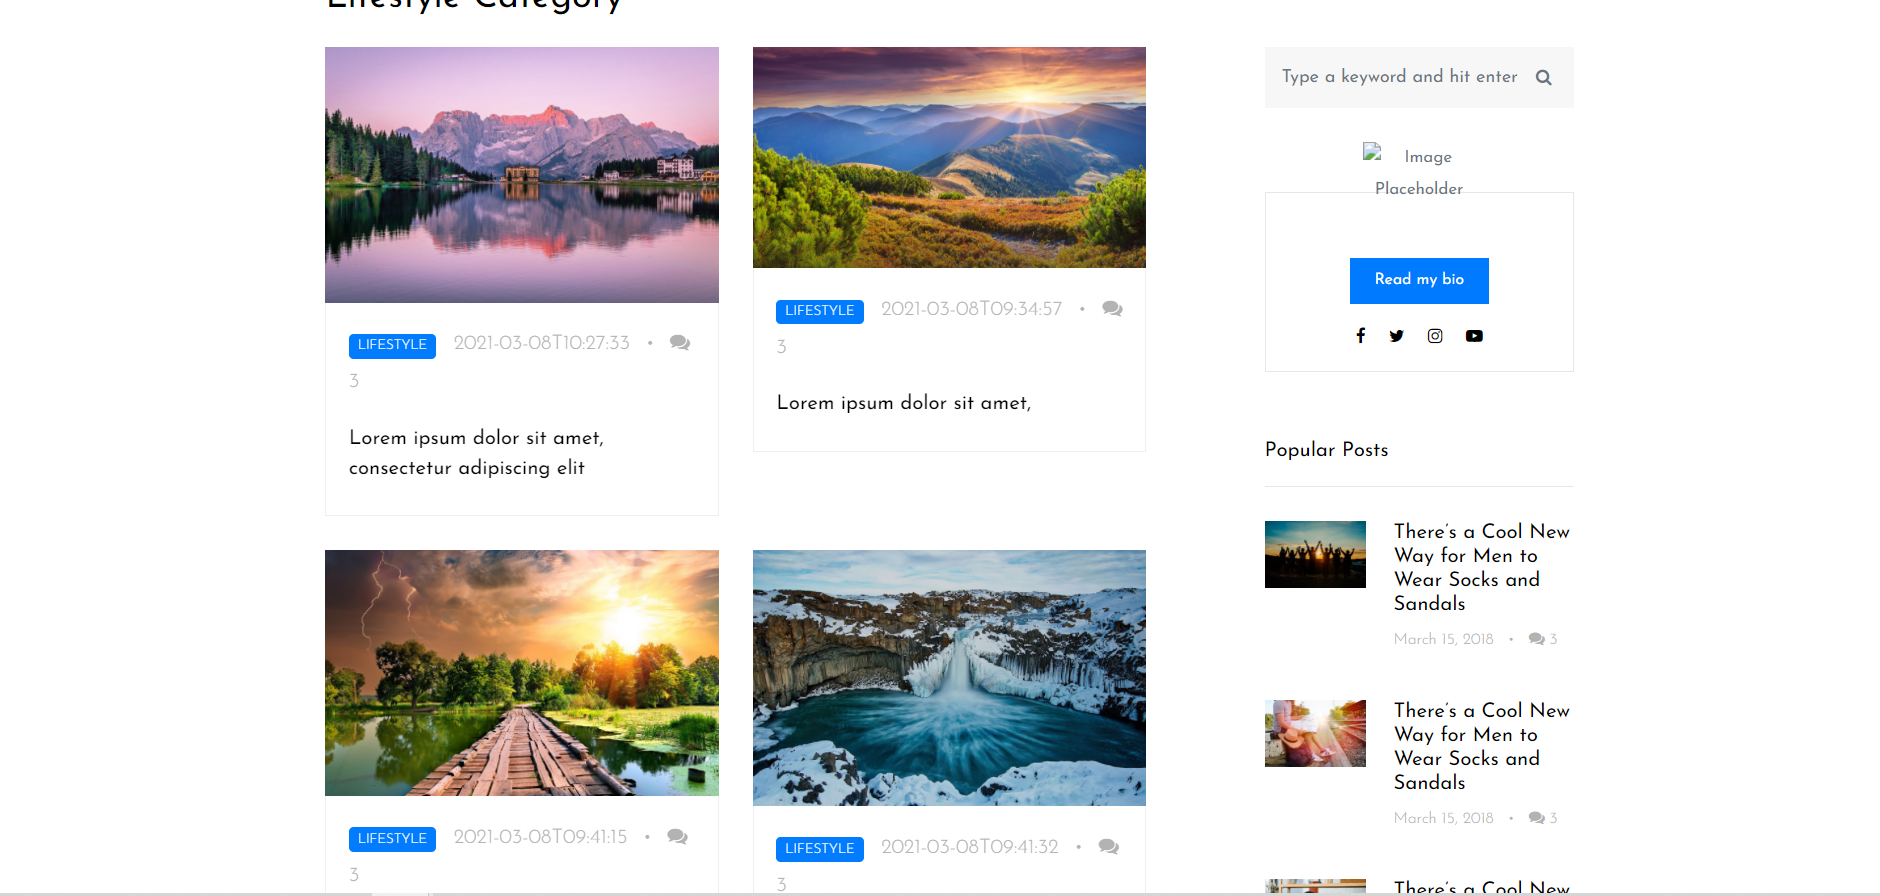 Lifestyle Category
LIFESTYLE 2021-03-08T10:27:33 •
3
Lorem ipsum dolor sit amet,
consectetur adipiscing elit
LIFESTYLE 2021-03-08T09:34:57 •
3
Lorem ipsum dolor sit amet,
LIFESTYLE 2021-03-08T09:41:15 •
3
LIFESTYLE 2021-03-08T09:41:32 •
3
Type a keyword and hit enter
Image
Placeholder
Read my bio
Popular Posts
There's a Cool New
Way for Men to
Wear Socks and
Sandals
March 15, 2018 • 3
There's a Cool New
Way for Men to
Wear Socks and
Sandals
March 15, 2018 • 3
There's a Cool New